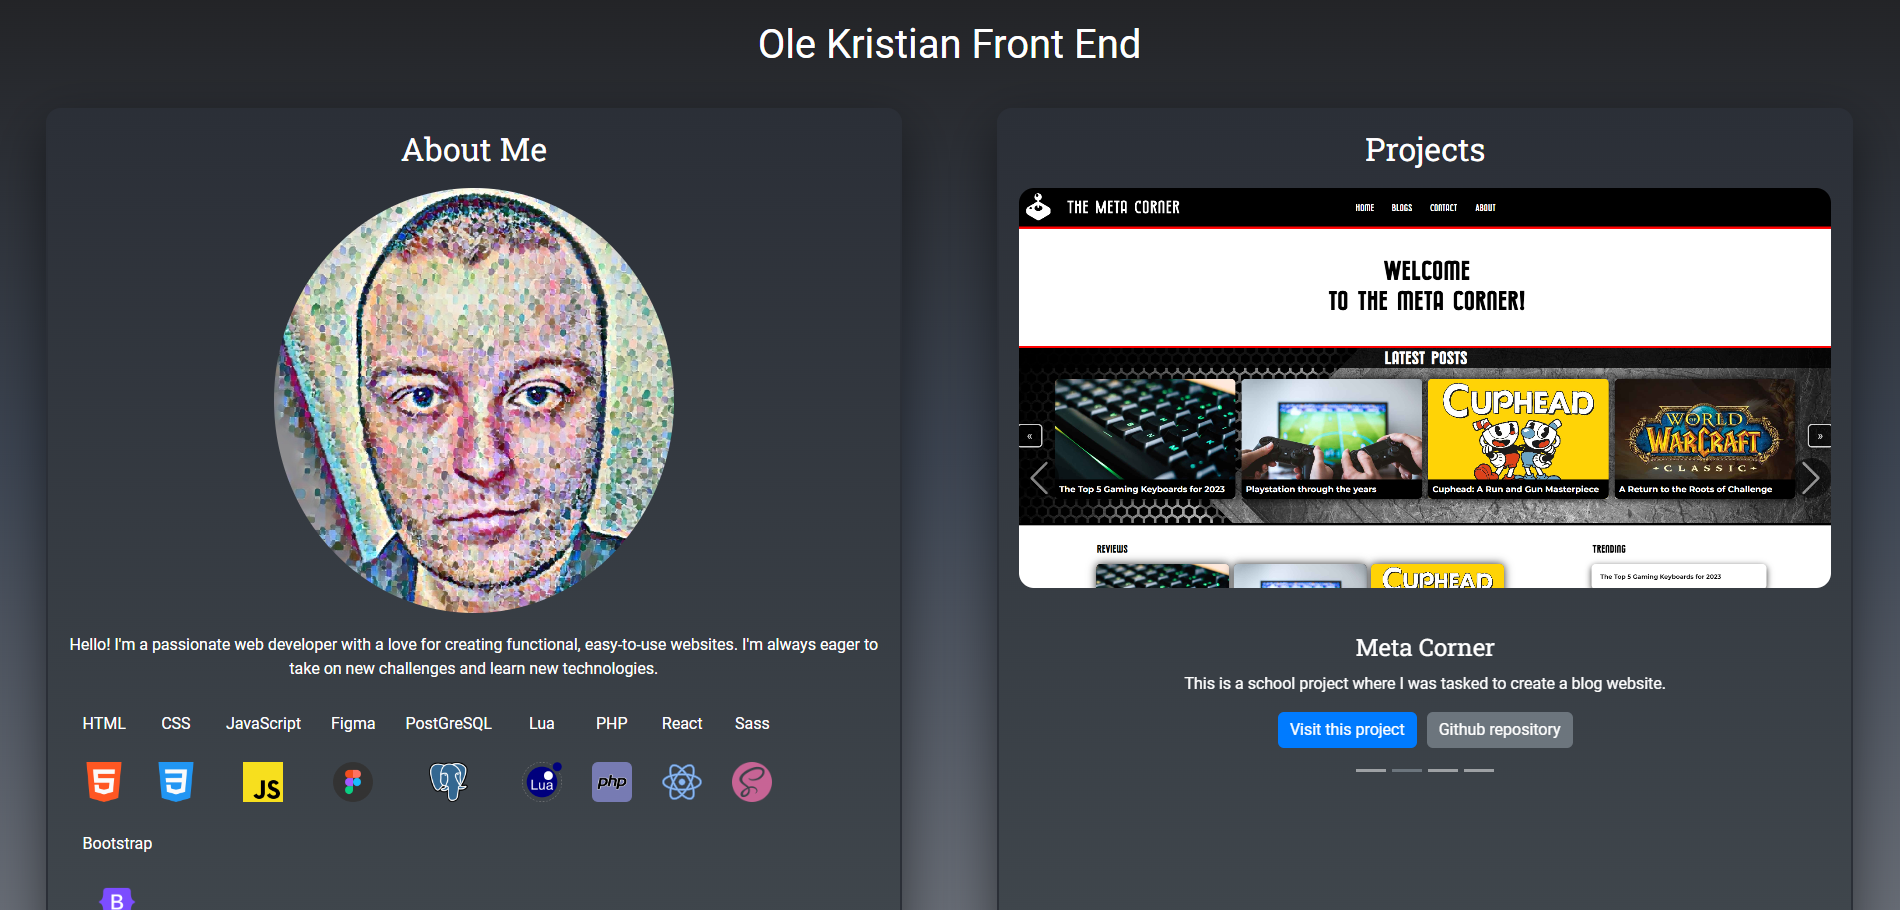 Ole Kristian Front End
About Me
Hello! I'm a passionate web developer with a love for creating functional, easy-to-use websites. I'm always eager to
take on new challenges and learn new technologies.
HTML CSS JavaScript Figma PostGreSQL Lua PHP React Sass
5 3 JS Lua php
Bootstrap
B
Projects
THE META CORNER HOME BLOGS CONTACT ABOUT
WELCOME
TO THE META CORNER!
LATEST POSTS
CUPHEAD
WORLD
WARCRAFT
CLASSIC
« »
The Top 5 Gaming Keyboards for 2023 Playstation through the years Cuphead: A Run and Gun Masterpiece A Return to the Roots of Challenge
REVIEWS TRENDING
CUPHEAD The Top 5 Gaming Keyboards for 2023
Meta Corner
This is a school project where I was tasked to create a blog website.
Visit this project Github repository